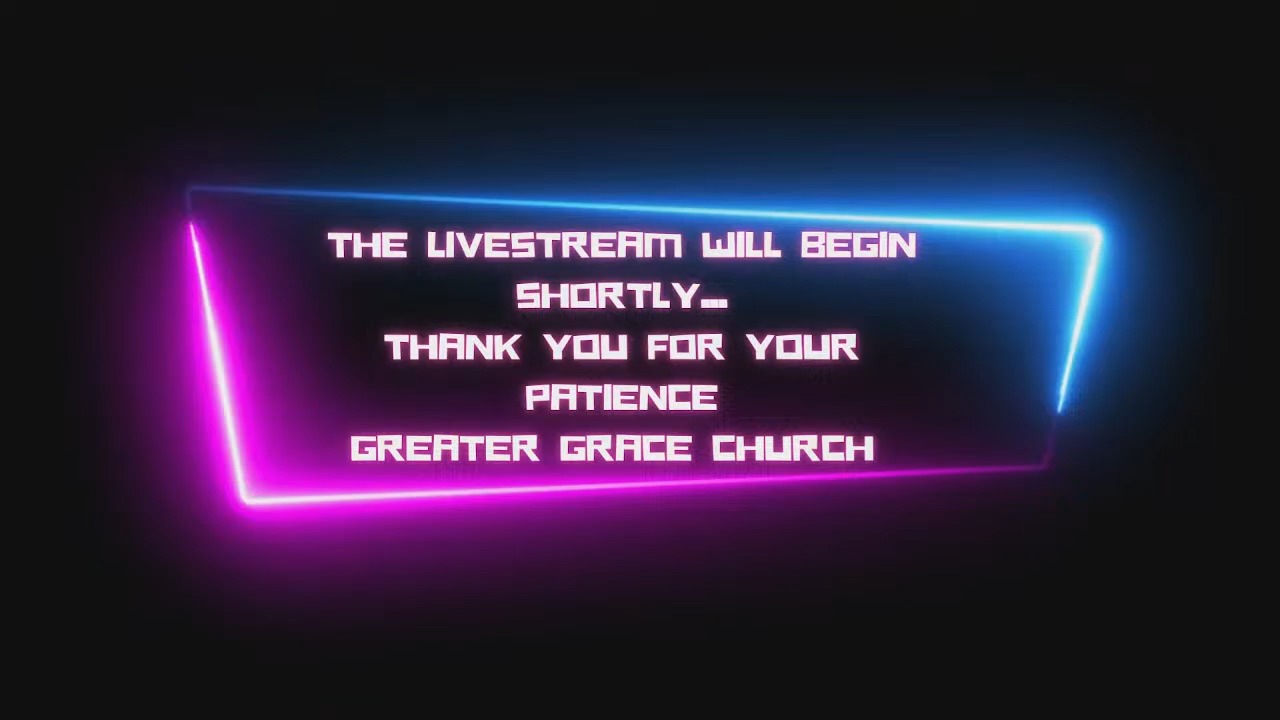 THE LIVESTREAM WILL BEGIN
SHORTLY...
THANK YOU FOR YOUR
PATIENCE
GREATER GRACE CHURCH